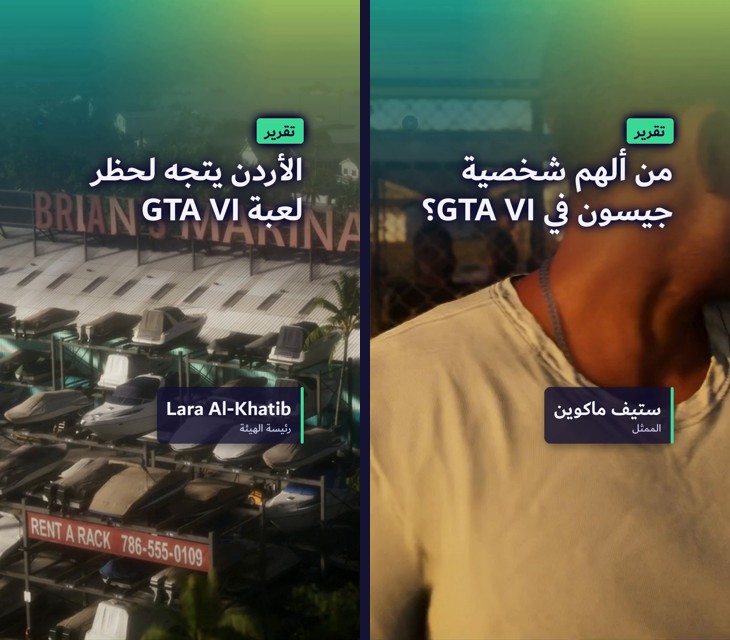 تقرير
الأردن يتجه لحظر
لعبة GTA VI
BRIAN'S MARINA
Lara Al-Khatib
رئيسة الهيئة
RENT A RACK 786-555-0109
تقرير
من ألهم شخصية
جيسون في GTA VI؟
ستيف ماكوين
الممثل